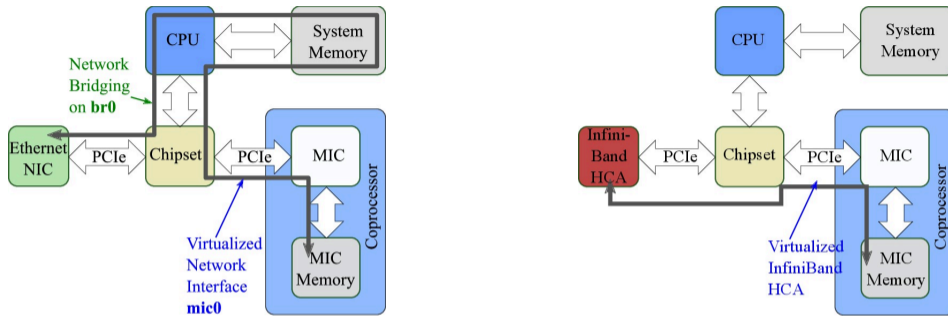 CPU
System
Memory
Network
Bridging
on br0
Ethernet
NIC
PCIe
Chipset
PCIe
MIC
Coprocessor
Virtualized
Network
Interface
mic0
MIC
Memory
CPU
System
Memory
Infini-
Band
HCA
PCIe
Chipset
PCIe
MIC
Coprocessor
Virtualized
InfiniBand
HCA
MIC
Memory